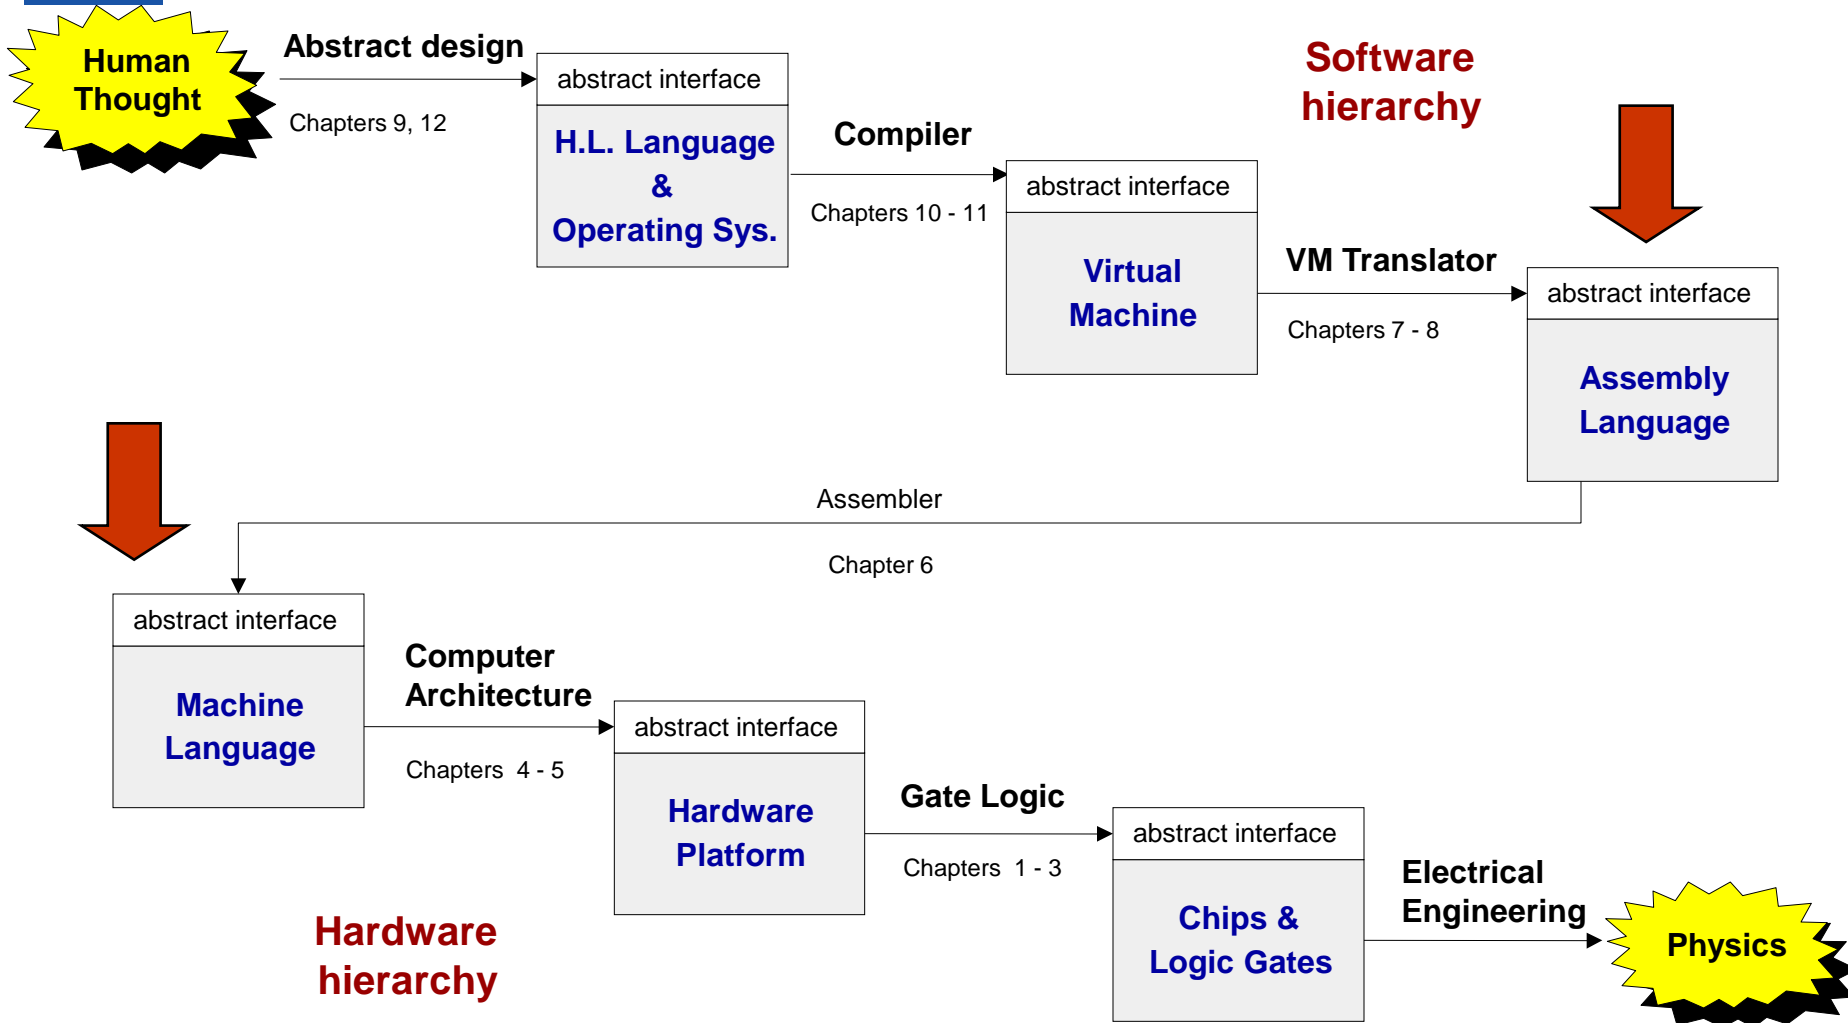 Human
Thought
Abstract design
Chapters 9, 12
abstract interface
H.L. Language
&
Operating Sys.
Compiler
Chapters 10 - 11
abstract interface
Virtual
Machine
Software
hierarchy
VM Translator
Chapters 7 - 8
abstract interface
Assembly
Language
Assembler
Chapter 6
abstract interface
Machine
Language
Computer
Architecture
Chapters 4 - 5
abstract interface
Hardware
Platform
Gate Logic
Chapters 1 - 3
abstract interface
Chips &
Logic Gates
Electrical
Engineering
Physics
Hardware
hierarchy